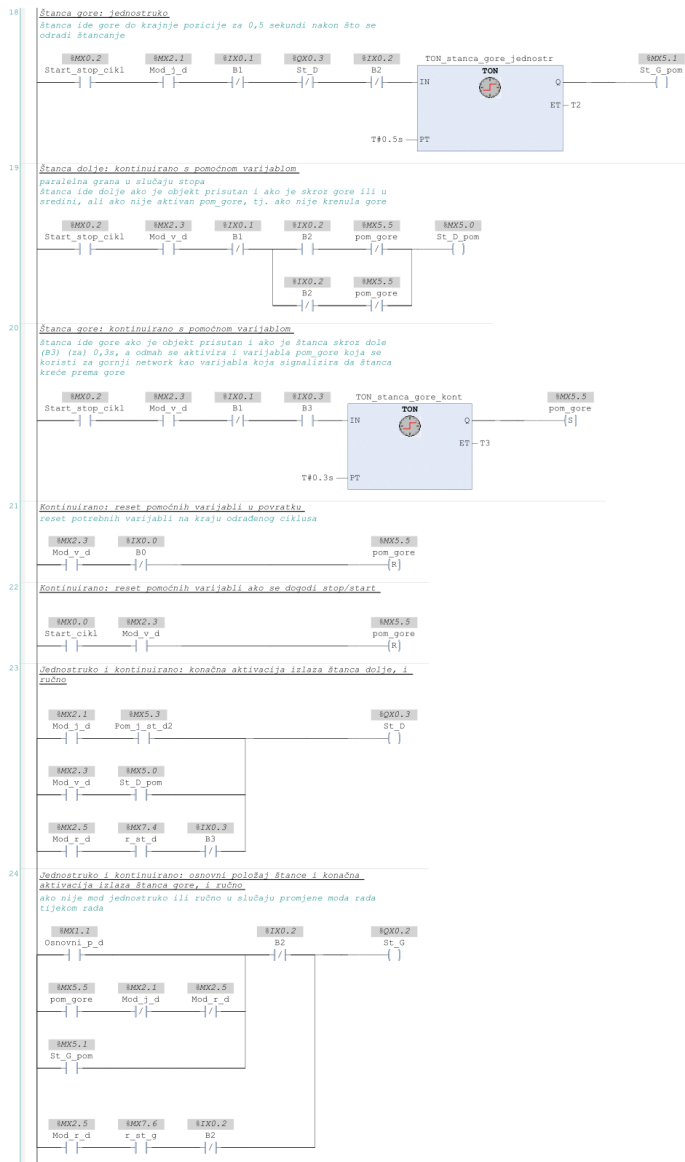 18 Štanca gore: jednostruko
štanca ide gore do krajnje pozicije za 0,5 sekundi nakon što se
odradi štancanje
%MX0.2 %MX2.1 %IX0.1 %QX0.3 %IX0.2 TON_stanca_gore_jednostr %MX5.1
Start_stop_cikl Mod_j_d B1 St_D B2 TON St_G_pom
IN Q
ET T2
T#0.5s PT
19 Štanca dolje: kontinuirano s pomoćnom varijablom
paralelna grana u slučaju stopa
štanca ide dolje ako je objekt prisutan i ako je skroz gore ili u
sredini, ali ako nije aktivan pom_gore, tj. ako nije krenula gore
%MX0.2 %MX2.3 %IX0.1 %IX0.2 %MX5.5 %MX5.0
Start_stop_cikl Mod_v_d B1 B2 pom_gore St_D_pom
%IX0.2 %MX5.5
B2 pom_gore
20 Štanca gore: kontinuirano s pomoćnom varijablom
štanca ide gore ako je objekt prisutan i ako je štanca skroz dole
(B3) (za) 0,3s, a odmah se aktivira i varijabla pom_gore koja se
koristi za gornji network kao varijabla koja signalizira da štanca
kreće prema gore
%MX0.2 %MX2.3 %IX0.1 %IX0.3 TON_stanca_gore_kont %MX5.5
Start_stop_cikl Mod_v_d B1 B3 TON pom_gore
IN Q S
ET T3
T#0.3s PT
21 Kontinuirano: reset pomoćnih varijabli u povratku
reset potrebnih varijabli na kraju odrađenog ciklusa
%MX2.3 %IX0.0 %MX5.5
Mod_v_d B0 pom_gore
R
22 Kontinuirano: reset pomoćnih varijabli ako se dogodi stop/start
%MX0.0 %MX2.3 %MX5.5
Start_cikl Mod_v_d pom_gore
R
23 Jednostruko i kontinuirano: konačna aktivacija izlaza štanca dolje, i
ručno
%MX2.1 %MX5.3 %QX0.3
Mod_j_d Pom_j_st_d2 St_D
%MX2.3 %MX5.0
Mod_v_d St_D_pom
%MX2.5 %MX7.4 %IX0.3
Mod_r_d r_st_d B3
24 Jednostruko i kontinuirano: osnovni položaj štance i konačna
aktivacija izlaza štanca gore, i ručno
ako nije mod jednostruko ili ručno u slučaju promjene moda rada
tijekom rada
%MX1.1 %IX0.2 %QX0.2
Osnovni_p_d B2 St_G
%MX5.5 %MX2.1 %MX2.5
pom_gore Mod_j_d Mod_r_d
%MX5.1
St_G_pom
%MX2.5 %MX7.6 %IX0.2
Mod_r_d r_st_g B2